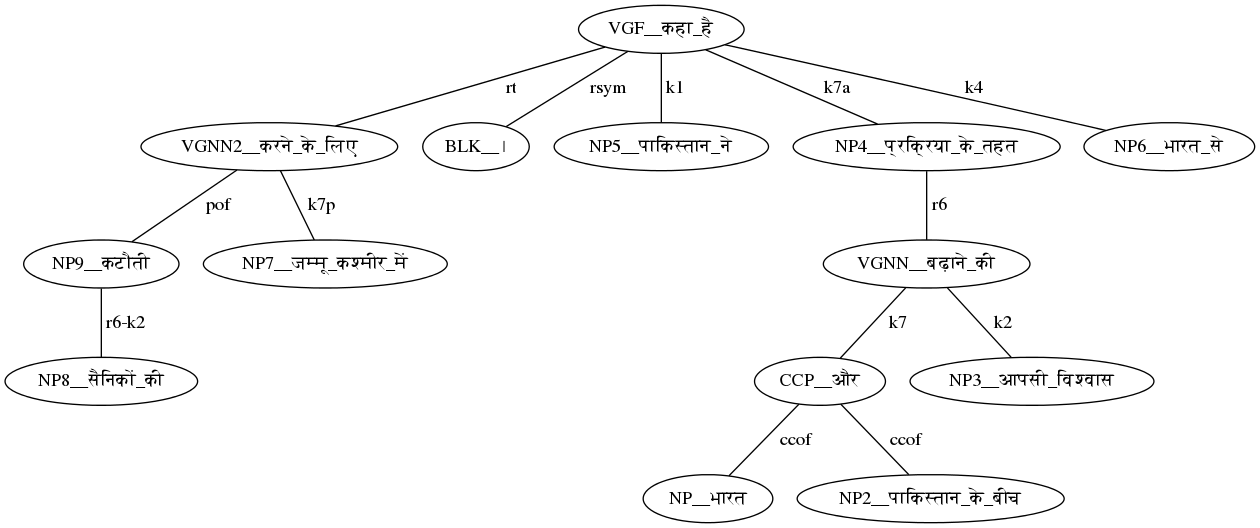 VGF__कहा_है
rt
rsym
k1
k7a
k4
VGNN2__करने_के_लिए
BLK__।
NP5__पाकिस्तान_ने
NP4__प्रक्रिया_के_तहत
NP6__भारत_से
pof
k7p
r6
NP9__कटौती
NP7__जम्मू_कश्मीर_में
VGNN__बढ़ाने_की
r6-k2
k7
k2
NP8__सैनिकों_की
CCP__और
NP3__आपसी_विश्वास
ccof
ccof
NP__भारत
NP2__पाकिस्तान_के_बीच